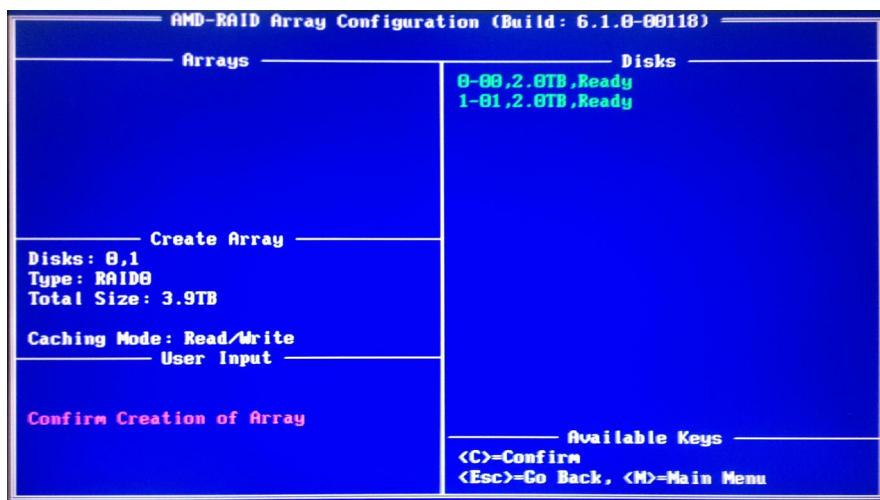 AMD-RAID Array Configuration (Build: 6.1.0-00118)
Arrays
Disks
0-00,2.0TB,Ready
1-01,2.0TB,Ready
Create Array
Disks: 0,1
Type: RAID0
Total Size: 3.9TB
Caching Mode: Read/Write
User Input
Confirm Creation of Array
Available Keys
<C>=Confirm
<Esc>=Go Back, <M>=Main Menu